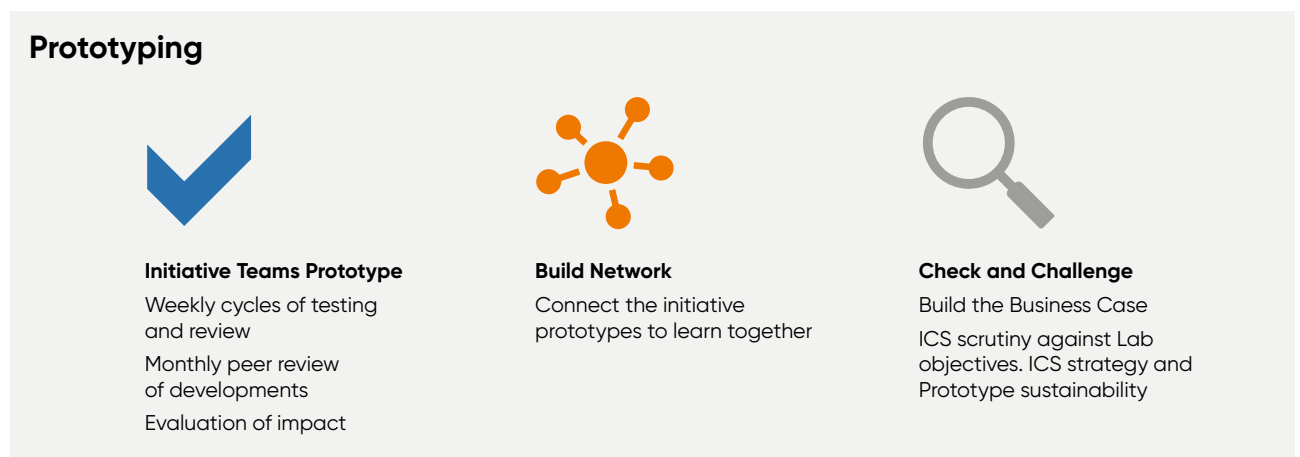 Prototyping
Initiative Teams Prototype
Weekly cycles of testing
and review
Monthly peer review
of developments
Evaluation of impact
Build Network
Connect the initiative
prototypes to learn together
Check and Challenge
Build the Business Case
ICS scrutiny against Lab
objectives. ICS strategy and
Prototype sustainability